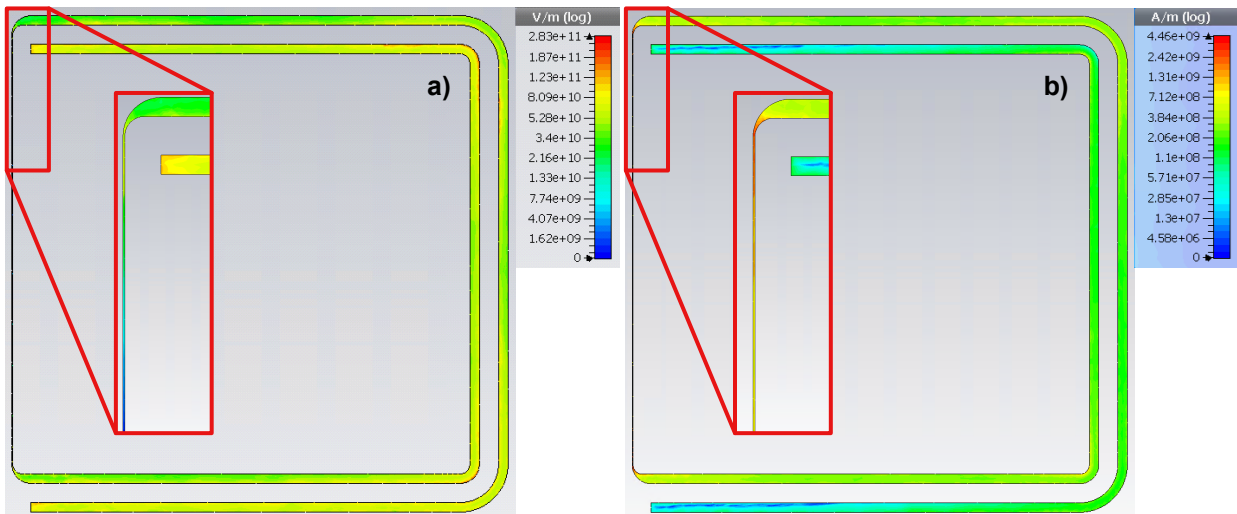 V/m (log)
2.83e+11
1.87e+11
1.23e+11
8.09e+10
5.28e+10
3.4e+10
2.16e+10
1.33e+10
7.74e+09
4.07e+09
1.62e+09
0
a)
A/m (log)
4.46e+09
2.42e+09
1.31e+09
7.12e+08
3.84e+08
2.06e+08
1.1e+08
5.71e+07
2.85e+07
1.3e+07
4.58e+06
0
b)